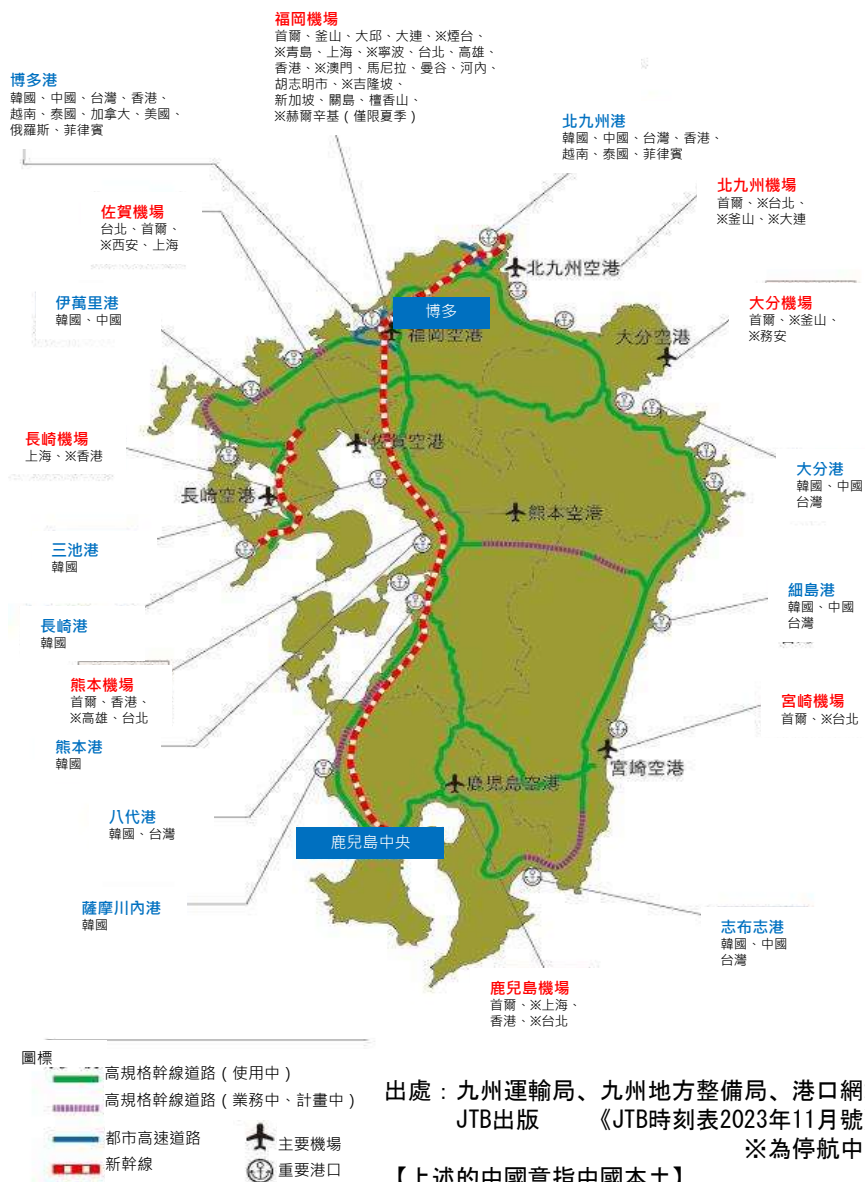 福岡機場
首爾、釜山、大邱、大連、※煙台、
※青島、上海、※寧波、台北、高雄、
香港、※澳門、馬尼拉、曼谷、河內、
胡志明市、※吉隆坡、
新加坡、關島、檀香山、
※赫爾辛基（僅限夏季）
博多港
韓國、中國、台灣、香港、
越南、泰國、加拿大、美國、
俄羅斯、菲律賓
北九州港
韓國、中國、台灣、香港、
越南、泰國、菲律賓
北九州機場
首爾、※台北、
※釜山、※大連
佐賀機場
台北、首爾、
※西安、上海
北九州空港
伊萬里港
韓國、中國
博多
福岡空港
大分機場
首爾、※釜山、
※務安
大分空港
長崎機場
上海、※香港
佐賀空港
長崎空港
大分港
韓國、中國
台灣
熊本空港
三池港
韓國
長崎港
韓國
細島港
韓國、中國
台灣
熊本機場
首爾、香港、
※高雄、台北
宮崎機場
首爾、※台北
熊本港
韓國
宮崎空港
鹿児島空港
八代港
韓國、台灣
鹿兒島中央
薩摩川內港
韓國
志布志港
韓國、中國
台灣
鹿兒島機場
首爾、※上海、
香港、※台北
圖標
高規格幹線道路（使用中）
高規格幹線道路（業務中、計畫中）
都市高速道路
新幹線
主要機場
重要港口
出處：九州運輸局、九州地方整備局、港口網
JTB出版 《JTB時刻表2023年11月號
※為停航中
【上述的中國意指中國本土】